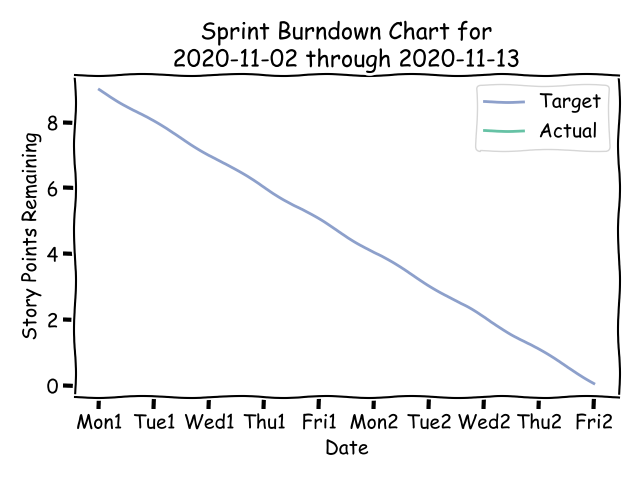 Sprint Burndown Chart for
2020-11-02 through 2020-11-13
Target
Actual
Story Points Remaining
8
6
4
2
0
Mon1 Tue1 Wed1 Thu1 Fri1 Mon2 Tue2 Wed2 Thu2 Fri2
Date